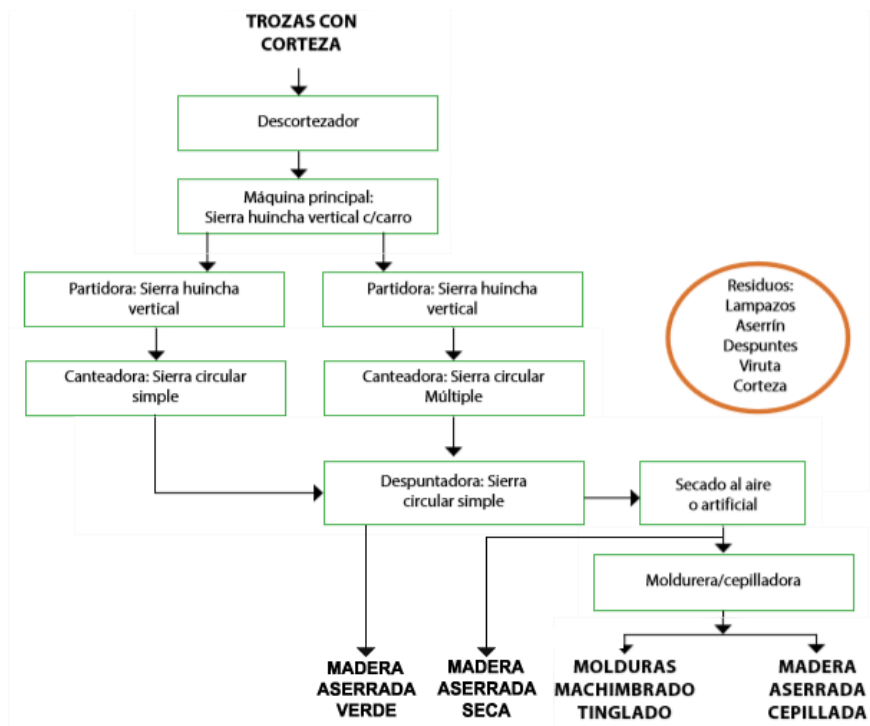 TROZAS CON
CORTEZA
Descortezador
Máquina principal:
Sierra huincha vertical c/carro
Partidora: Sierra huincha
vertical
Partidora: Sierra huincha
vertical
Residuos:
Lampazos
Aserrín
Despuntes
Viruta
Corteza
Canteadora: Sierra circular
simple
Canteadora: Sierra circular
Múltiple
Despuntadora: Sierra
circular simple
Secado al aire
o artificial
Moldurera/cepilladora
MADERA
ASERRADA
VERDE
MADERA
ASERRADA
SECA
MOLDURAS
MACHIMBRADO
TINGLADO
MADERA
ASERRADA
CEPILLADA